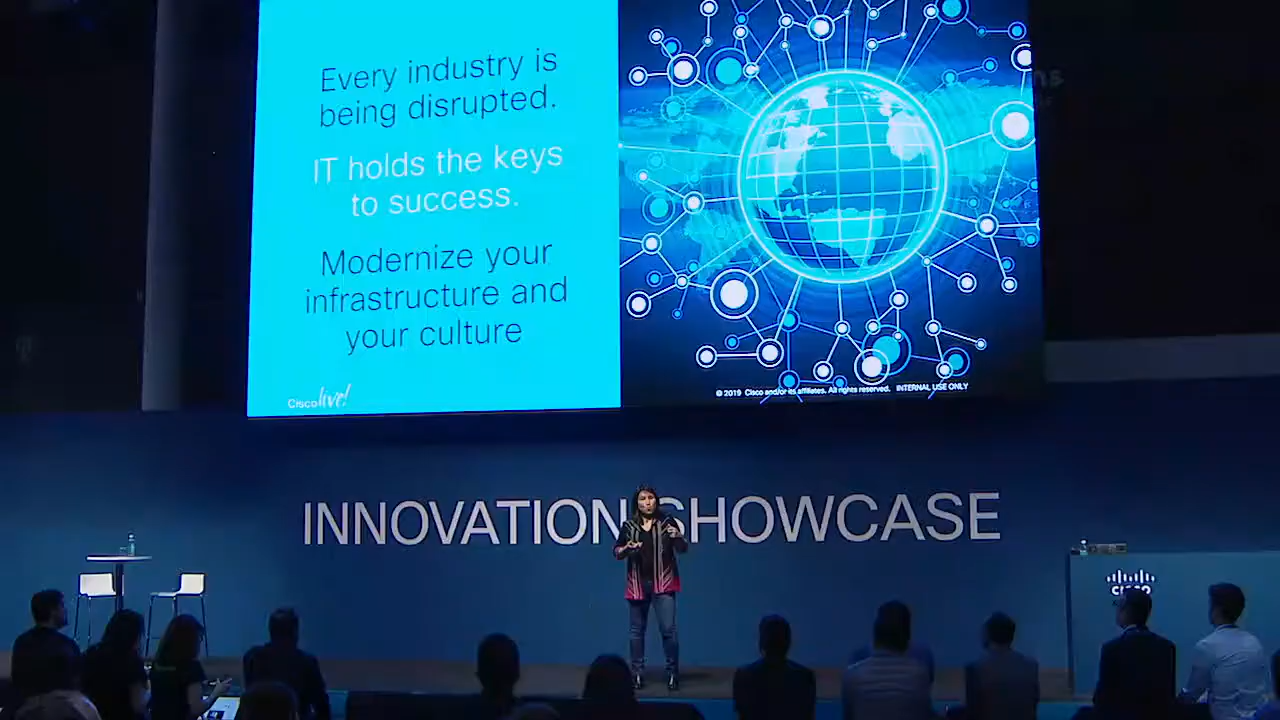 Every industry is
being disrupted.
IT holds the keys
to success.
Modernize your
infrastructure and
your culture
Cisco live!
© 2019 Cisco and/or its affiliates. All rights reserved. INTERNAL USE ONLY
INNOVATION SHOWCASE
CISCO